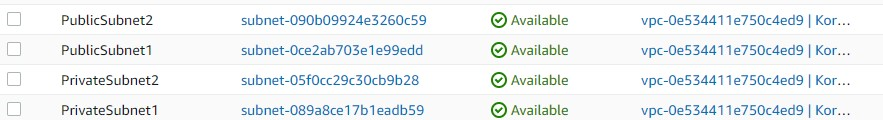 PublicSubnet2 subnet-090b09924e3260c59 Available vpc-0e534411e750c4ed9 | Kor…
PublicSubnet1 subnet-0ce2ab703e1e99edd Available vpc-0e534411e750c4ed9 | Kor…
PrivateSubnet2 subnet-05f0cc29c30cb9b28 Available vpc-0e534411e750c4ed9 | Kor…
PrivateSubnet1 subnet-089a8ce17b1eadb59 Available vpc-0e534411e750c4ed9 | Kor…